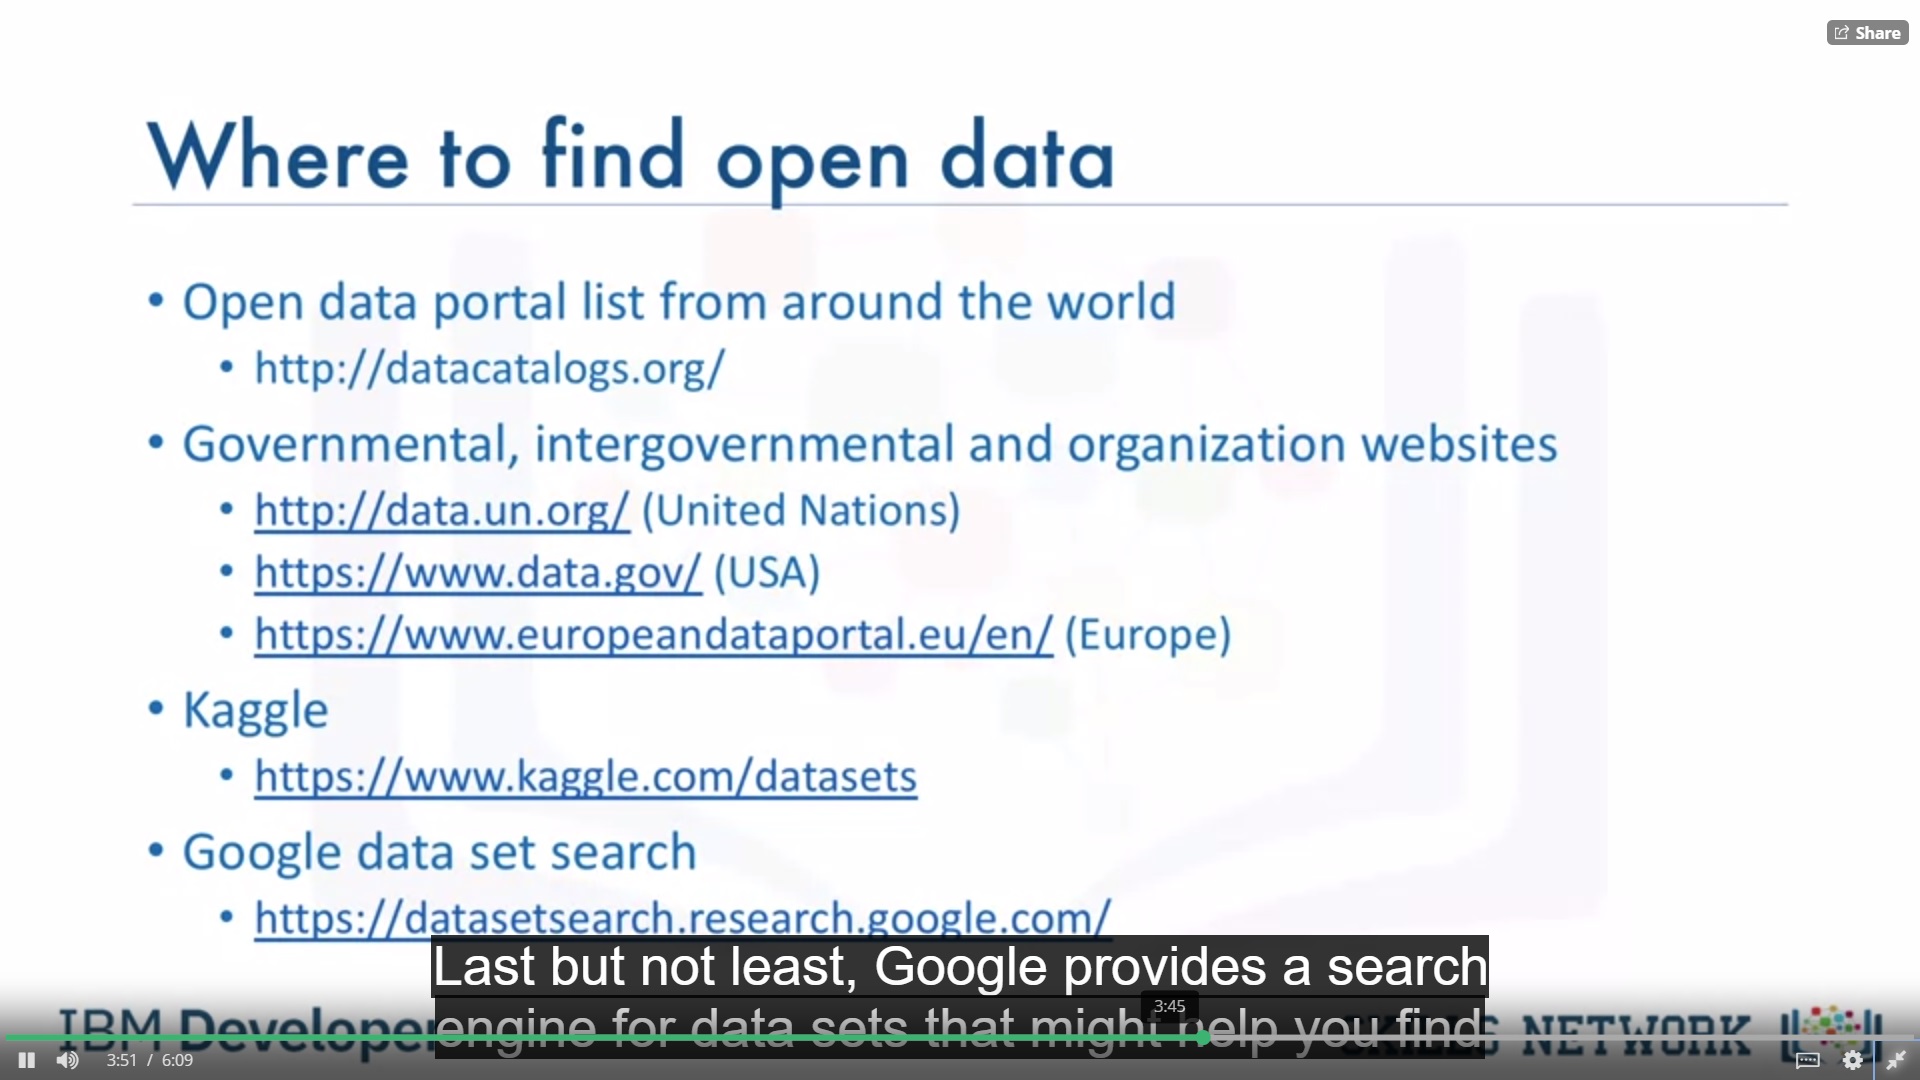 Share
Where to find open data
• Open data portal list from around the world
• http://datacatalogs.org/
• Governmental, intergovernmental and organization websites
• http://data.un.org/ (United Nations)
• https://www.data.gov/ (USA)
• https://www.europeandataportal.eu/en/ (Europe)
• Kaggle
• https://www.kaggle.com/datasets
• Google data set search
• https://datasetsearch.research.google.com/
Last but not least, Google provides a search
engine for data sets that might help you find
3:45
IBM Developer
SKILLS NETWORK
3:51 / 6:09